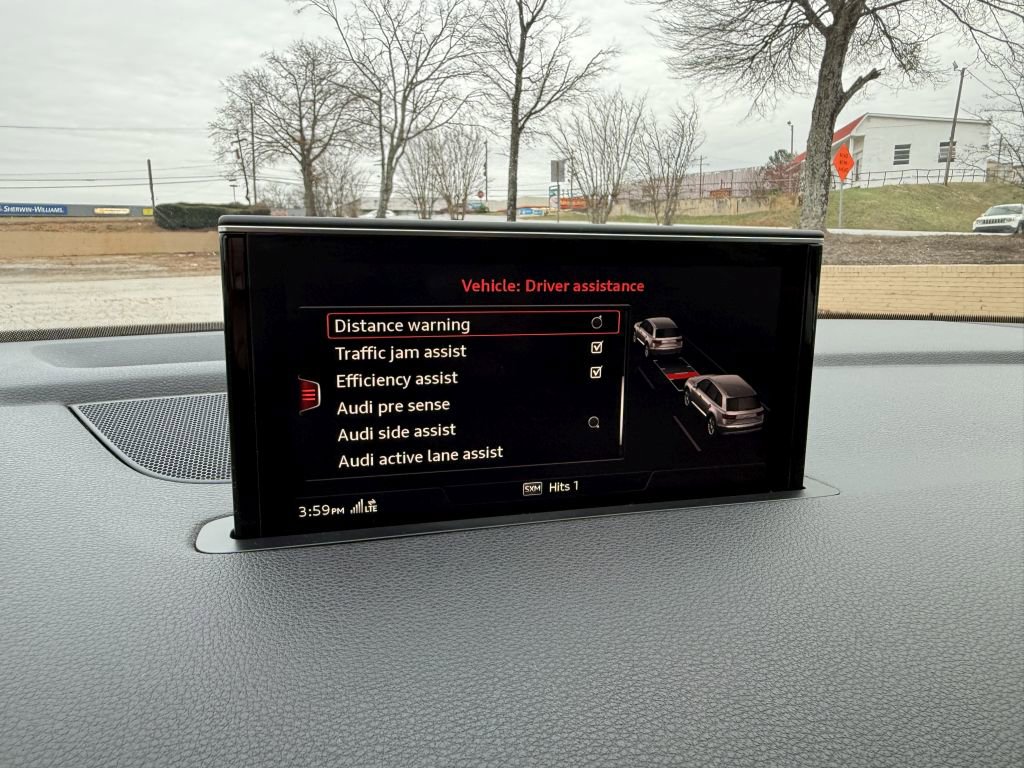 SHERWIN-WILLIAMS.
Vehicle: Driver assistance
Distance warning
Traffic jam assist
Efficiency assist
Audi pre sense
Audi side assist
Audi active lane assist
SXM Hits 1
3:59PM LTE